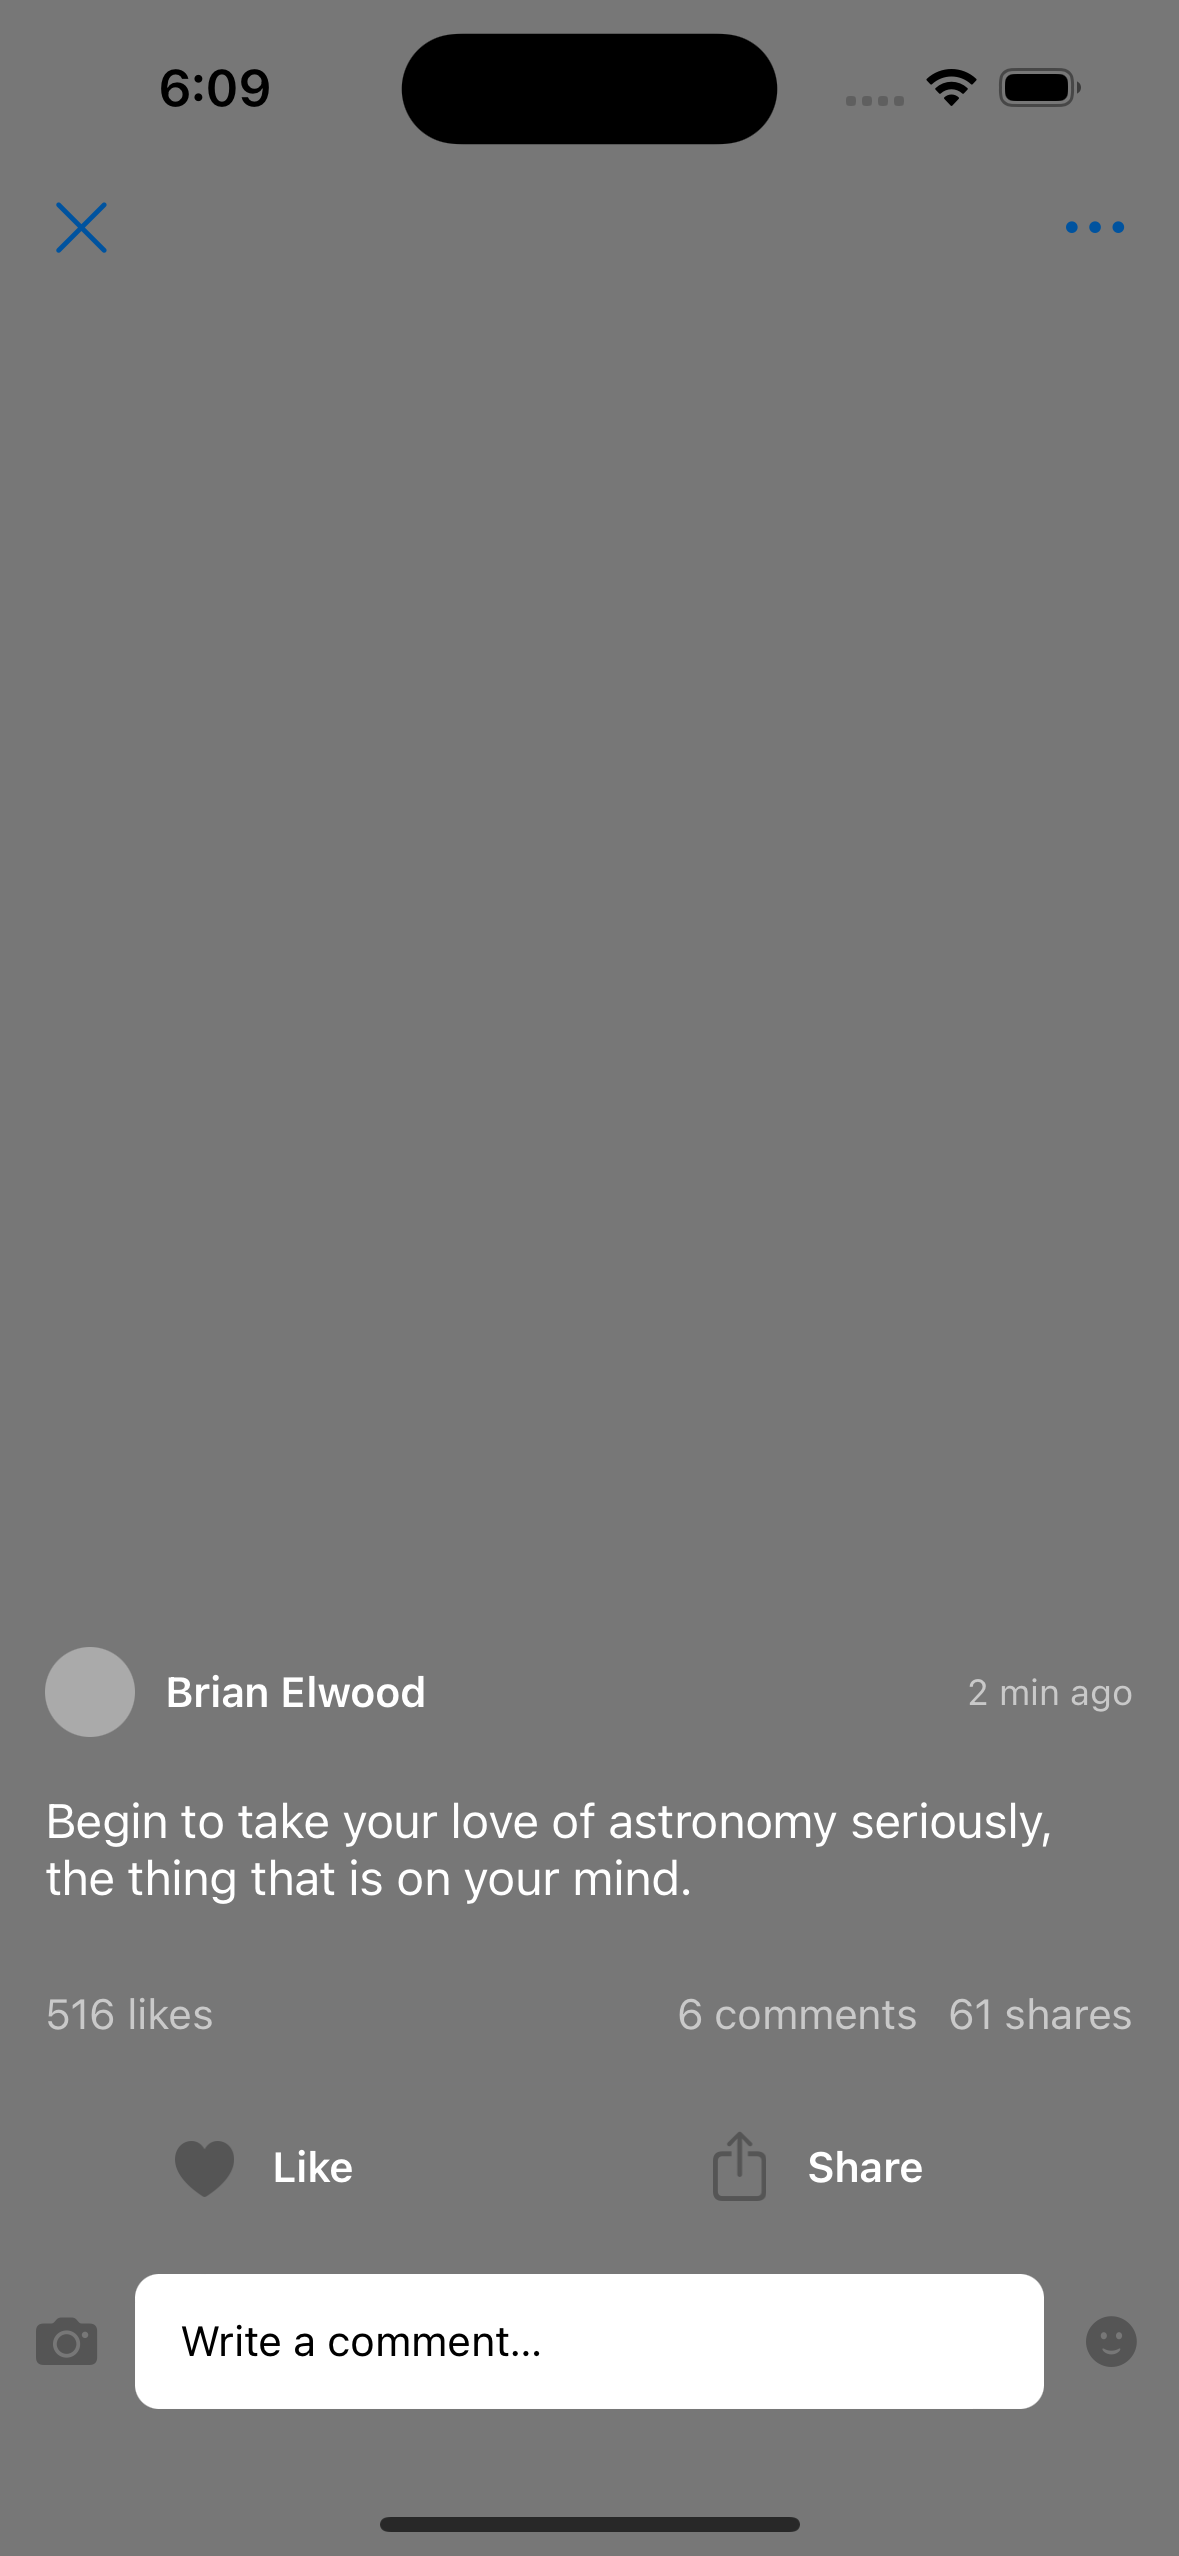 6:09
Brian Elwood
2 min ago
Begin to take your love of astronomy seriously,
the thing that is on your mind.
516 likes
6 comments
61 shares
Like
Share
Write a comment...